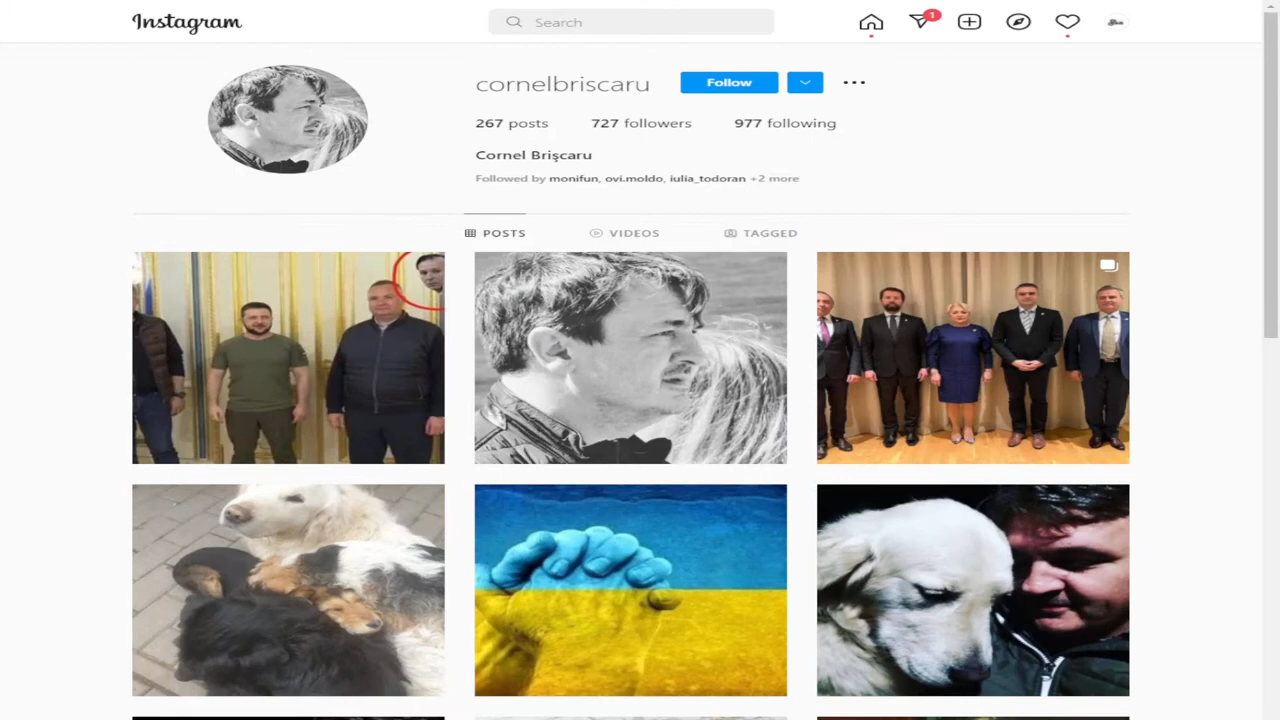 Instagram
Search
1
cornelbriscaru
Follow
267 posts
727 followers
977 following
Cornel Brișcaru
Followed by monifun, ovi.moldo, iulia_todoran +2 more
POSTS
VIDEOS
TAGGED